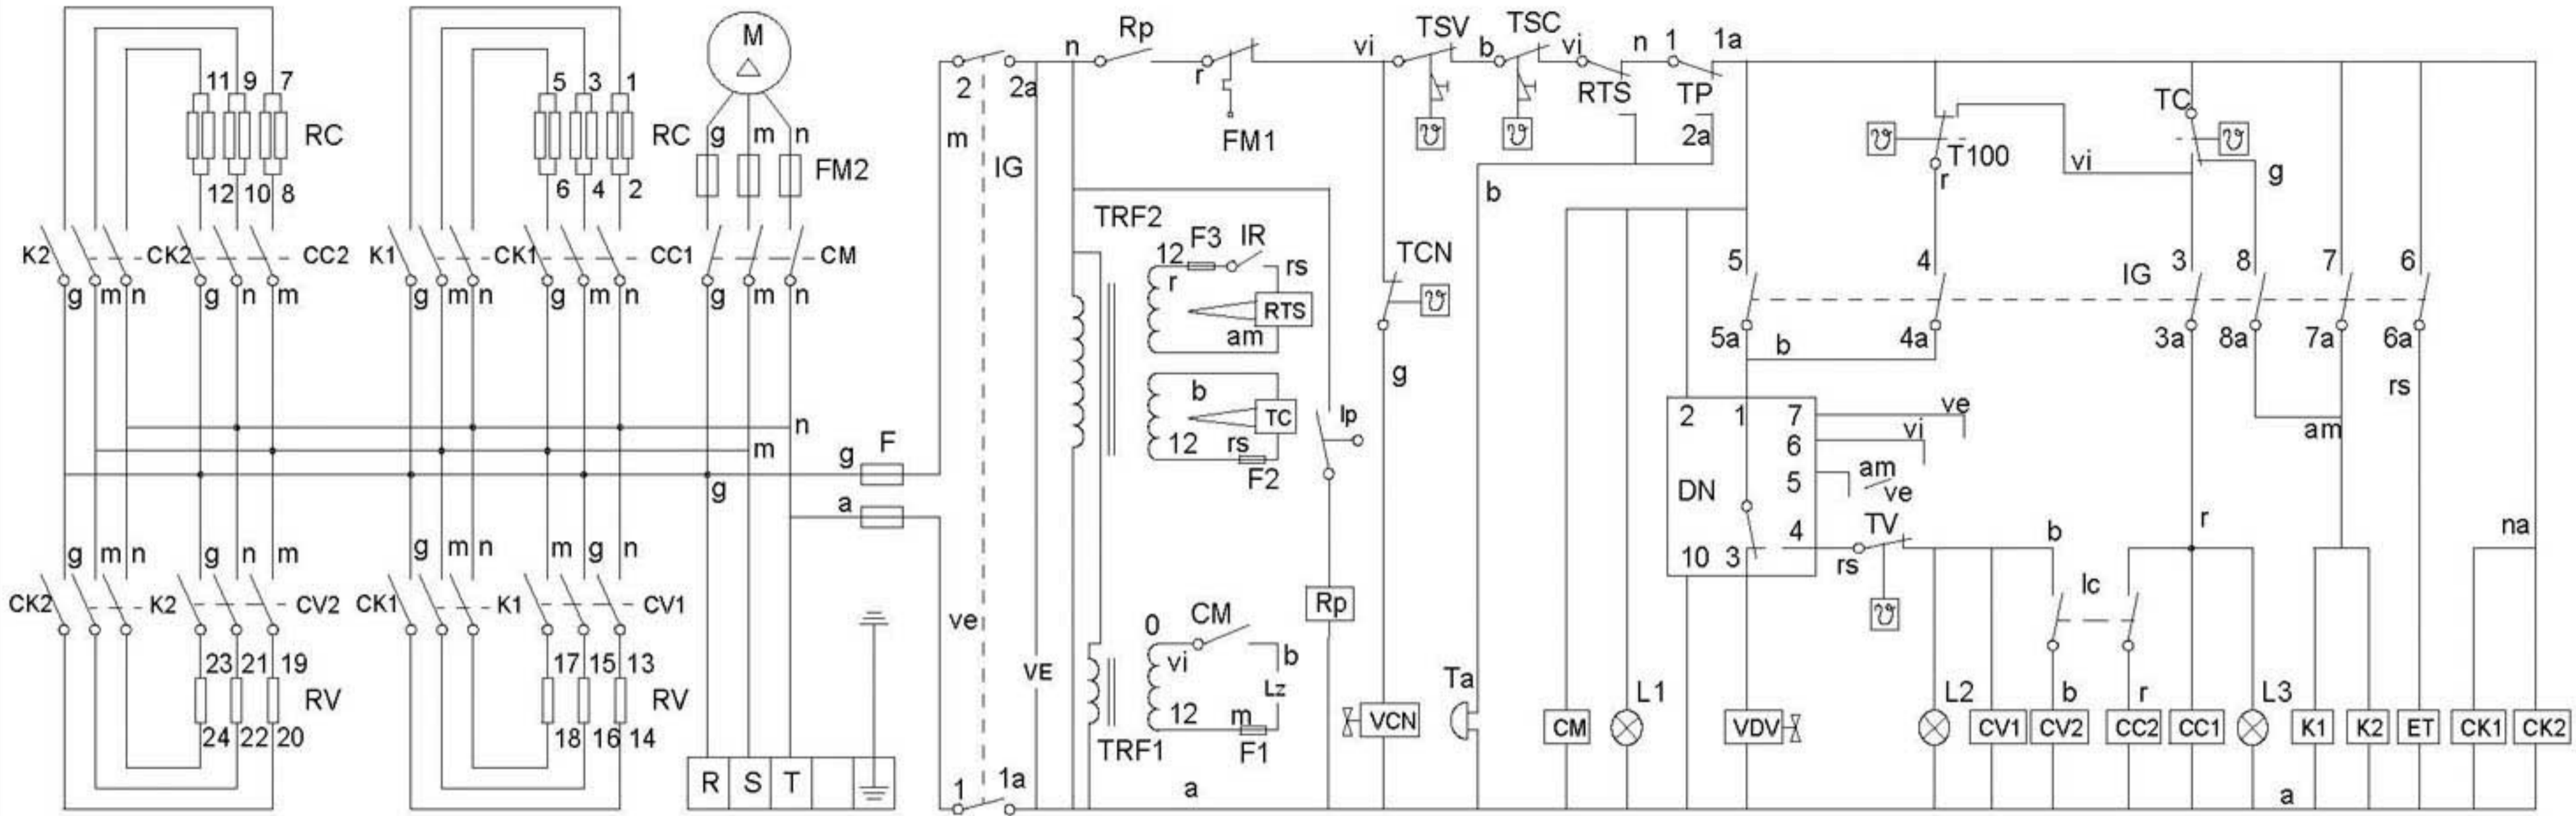 M
Rp
TSV
TSC
n
vi
b
vi
n
1
1a
2
2a
r
RTS
TP
11
9
7
5
3
1
RC
RC
g
m
n
FM2
m
IG
FM1
2a
ϑ
ϑ
ϑ
T100
TC
ϑ
vi
g
r
12
10
8
6
4
2
b
TRF2
K2
CK2
CC2
K1
CK1
CC1
CM
12
F3
IR
rs
r
RTS
am
TCN
ϑ
5
4
IG
3
8
7
6
g
m
n
g
n
m
g
m
n
g
m
n
g
m
n
5a
b
4a
3a
8a
7a
6a
b
TC
12
rs
F2
Ip
g
rs
2
1
7
ve
6
vi
5
am
ve
am
n
m
g
g
F
a
DN
4
TV
10
3
rs
ϑ
b
r
na
g
m
n
g
n
m
g
m
n
m
g
n
CK2
K2
CV2
CK1
K1
CV1
Ic
ve
VE
0
CM
vi
b
Lz
12
m
F1
TRF1
Rp
23
21
19
17
15
13
RV
RV
24
22
20
18
16
14
VCN
Ta
CM
L1
VDV
L2
CV1
b
CV2
r
CC2
CC1
L3
K1
K2
ET
CK1
CK2
R
S
T
1
1a
a
a